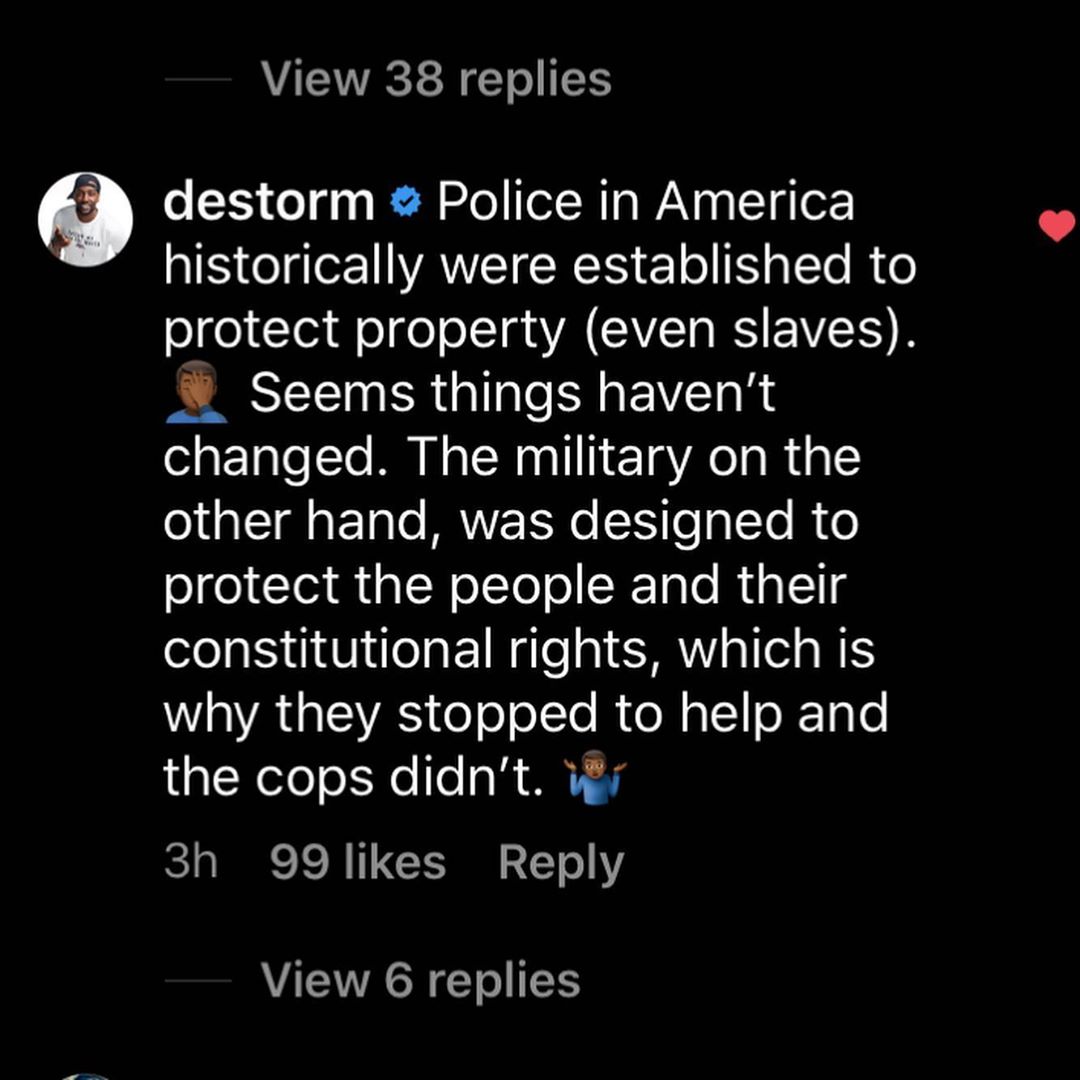 View 38 replies
destorm Police in America
historically were established to
protect property (even slaves).
🤦🏾‍♂️ Seems things haven’t
changed. The military on the
other hand, was designed to
protect the people and their
constitutional rights, which is
why they stopped to help and
the cops didn’t. 🤷🏾‍♂️
3h 99 likes Reply
View 6 replies